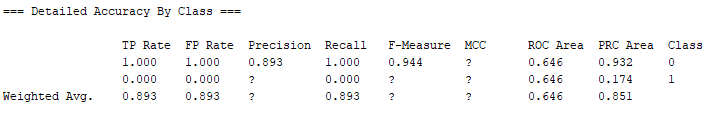 === Detailed Accuracy By Class ===
TP Rate FP Rate Precision Recall F-Measure MCC ROC Area PRC Area Class
1.000 1.000 0.893 1.000 0.944 ? 0.646 0.932 0
0.000 0.000 ? 0.000 ? ? 0.646 0.174 1
Weighted Avg. 0.893 0.893 ? 0.893 ? ? 0.646 0.851